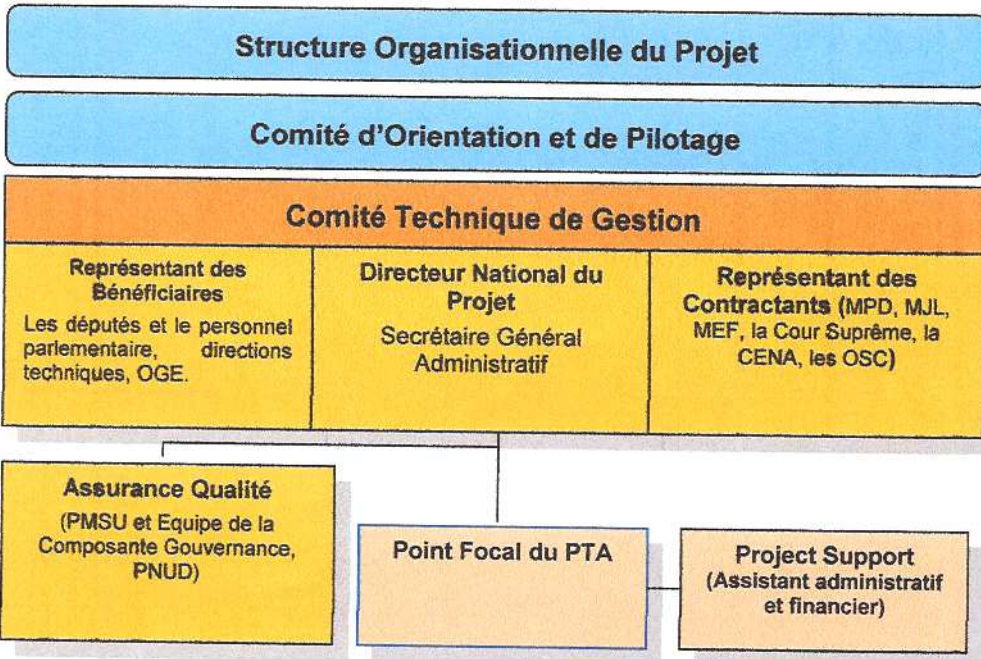 Structure Organisationnelle du Projet
Comité d'Orientation et de Pilotage
Comité Technique de Gestion
Représentant des
Bénéficiaires
Les députés et le personnel
parlementaire, directions
techniques, OGE.
Directeur National du
Projet
Secrétaire Général
Administratif
Représentant des
Contractants (MPD, MJL,
MEF, la Cour Suprême, la
CENA, les OSC)
Assurance Qualité
(PMSU et Equipe de la
Composante Gouvernance,
PNUD)
Point Focal du PTA
Project Support
(Assistant administratif
et financier)